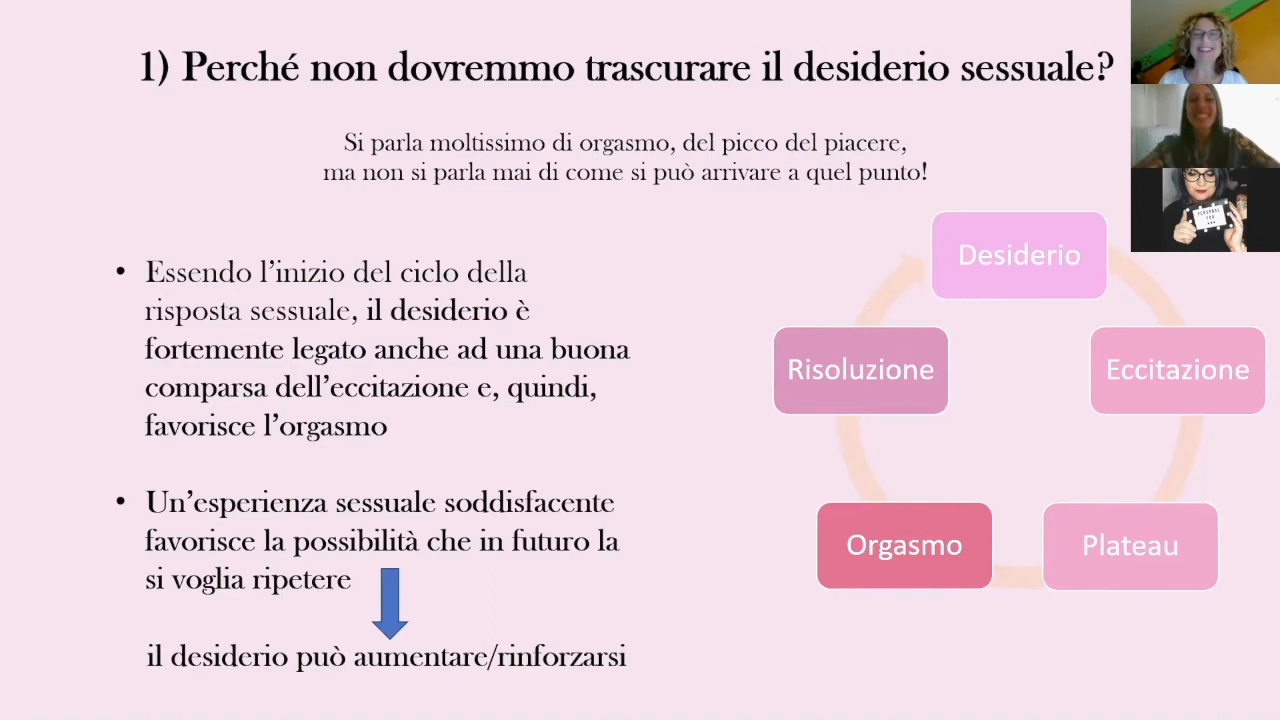 1) Perché non dovremmo trascurare il desiderio sessuale?
Si parla moltissimo di orgasmo, del picco del piacere,
ma non si parla mai di come si può arrivare a quel punto!
• Essendo l’inizio del ciclo della
risposta sessuale, il desiderio è
fortemente legato anche ad una buona
comparsa dell’eccitazione e, quindi,
favorisce l’orgasmo
• Un’esperienza sessuale soddisfacente
favorisce la possibilità che in futuro la
si voglia ripetere
il desiderio può aumentare/rinforzarsi
Desiderio
Eccitazione
Plateau
Orgasmo
Risoluzione